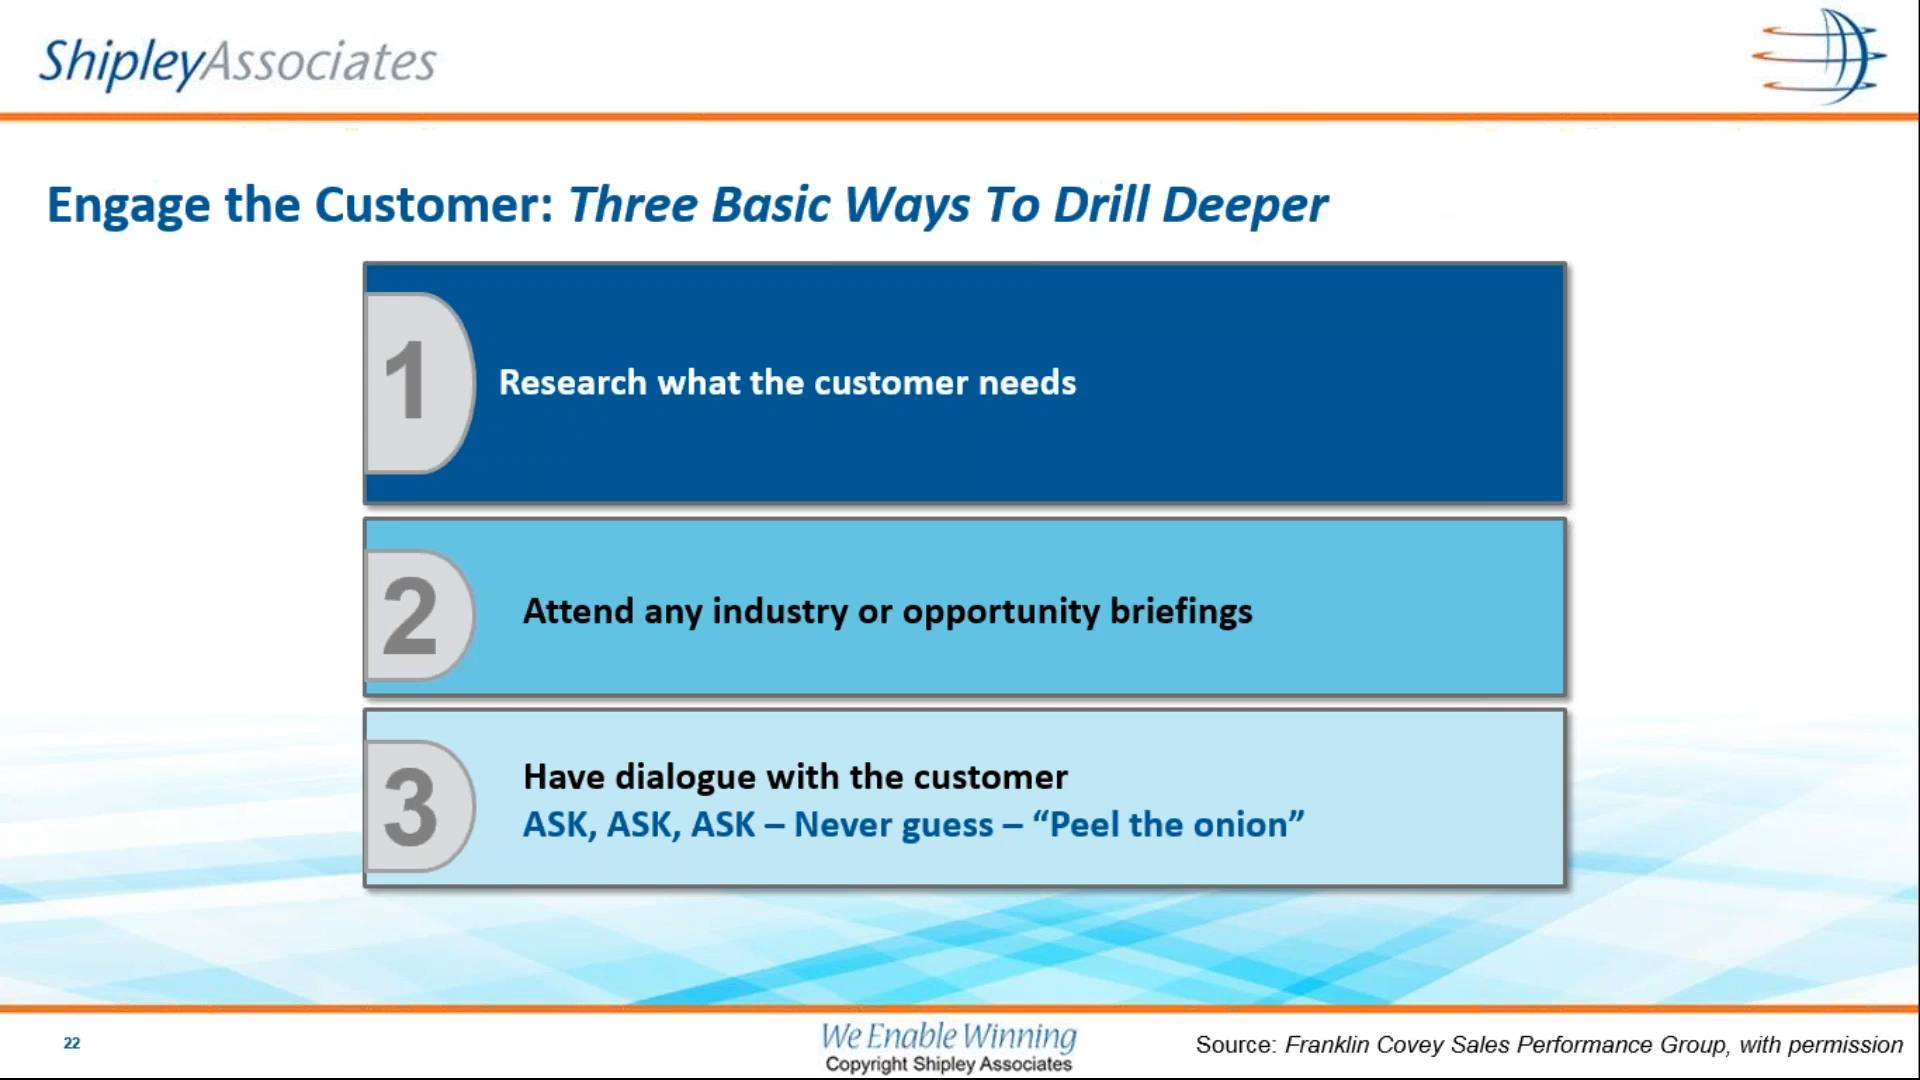 ShipleyAssociates
Engage the Customer: Three Basic Ways To Drill Deeper
1
Research what the customer needs
2
Attend any industry or opportunity briefings
3
Have dialogue with the customer
ASK, ASK, ASK – Never guess – “Peel the onion”
22
We Enable Winning
Copyright Shipley Associates
Source: Franklin Covey Sales Performance Group, with permission